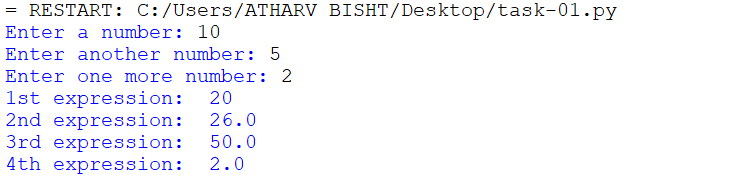 = RESTART: C:/Users/ATHARV BISHT/Desktop/task-01.py
Enter a number: 10
Enter another number: 5
Enter one more number: 2
1st expression:  20
2nd expression:  26.0
3rd expression:  50.0
4th expression:  2.0